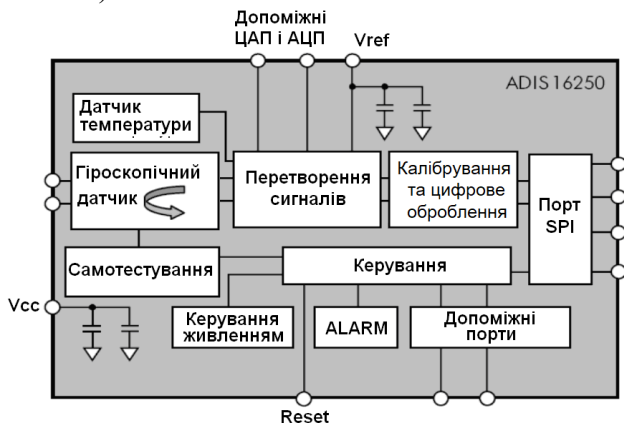 Допоміжні
ЦАП і АЦП
Vref
ADIS16250
Датчик
температури
Гіроскопічний
датчик
Перетворення
сигналів
Калібрування
та цифрове
оброблення
Порт
SPI
Самотестування
Керування
Vcc
Керування
живленням
ALARM
Допоміжні
порти
Reset